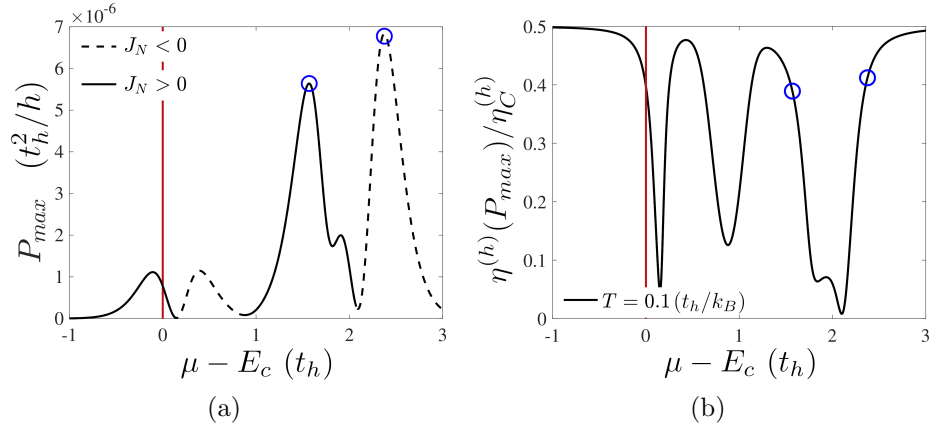 ×10⁻⁶
7
6
5
4
3
2
1
0
P_max (t_h²/h)
J_N < 0
J_N > 0
-1 0 1 2 3
μ − E_c (t_h)
(a)
0.5
0.4
0.3
0.2
0.1
0
η^(h)(P_max)/η_C^(h)
T = 0.1 (t_h/k_B)
-1 0 1 2 3
μ − E_c (t_h)
(b)